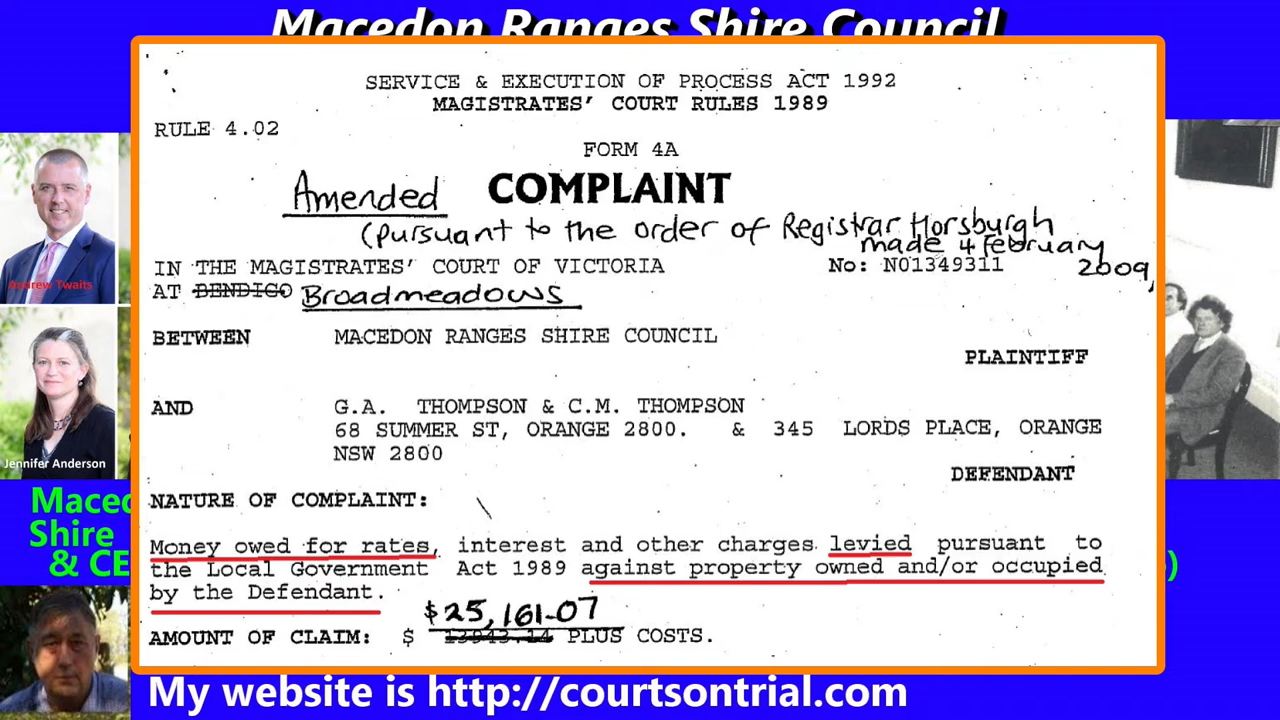 Macedon Ranges Shire Council
SERVICE & EXECUTION OF PROCESS ACT 1992
MAGISTRATES' COURT RULES 1989
RULE 4.02
FORM 4A
Amended COMPLAINT
(Pursuant to the order of Registrar Horsburgh
made 4 february
2009,
IN THE MAGISTRATES' COURT OF VICTORIA No: N01349311
AT BENDIGO Broadmeadows
BETWEEN MACEDON RANGES SHIRE COUNCIL
PLAINTIFF
AND G.A. THOMPSON & C.M. THOMPSON
68 SUMMER ST, ORANGE 2800. & 345 LORDS PLACE, ORANGE
NSW 2800
DEFENDANT
NATURE OF COMPLAINT:
Money owed for rates, interest and other charges levied pursuant to
the Local Government Act 1989 against property owned and/or occupied
by the Defendant.
$25,161-07
AMOUNT OF CLAIM: $ 13943.14 PLUS COSTS.
Andrew Twaits
Jennifer Anderson
Maced
Shire
& CE
)
My website is http://courtsontrial.com